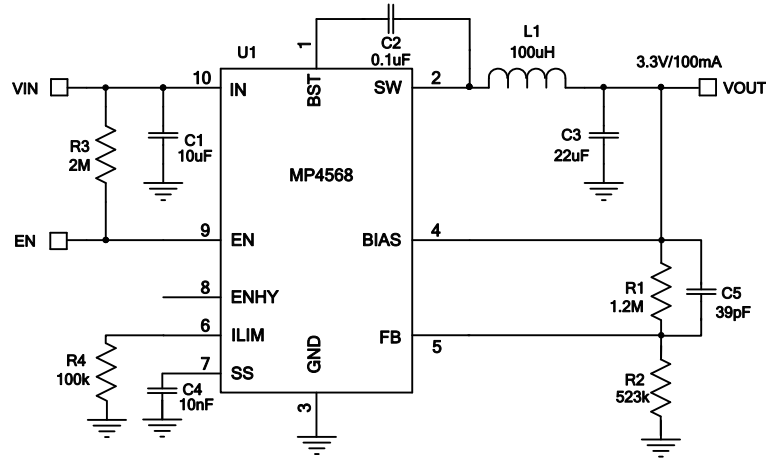 1
C2
0.1uF
L1
100uH
U1
3.3V/100mA
VIN
10
IN
BST
SW
2
VOUT
R3
2M
C1
10uF
C3
22uF
MP4568
EN
9
EN
BIAS
4
8
ENHY
R1
1.2M
C5
39pF
6
ILIM
GND
FB
5
R4
100k
7
SS
C4
10nF
3
R2
523k